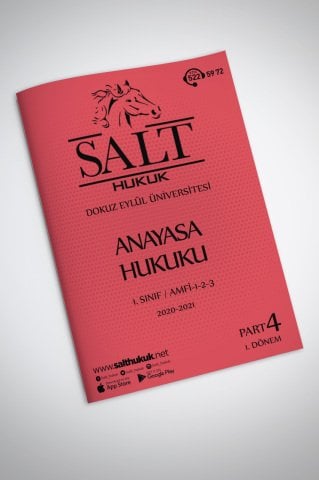 522 59 72
SALT
HUKUK
DOKUZ EYLÜL ÜNİVERSİTESİ
ANAYASA
HUKUKU
1. SINIF / AMFİ-1-2-3
2020-2021
PART 4
1. DÖNEM
www.salthukuk.net
App Store
Google Play